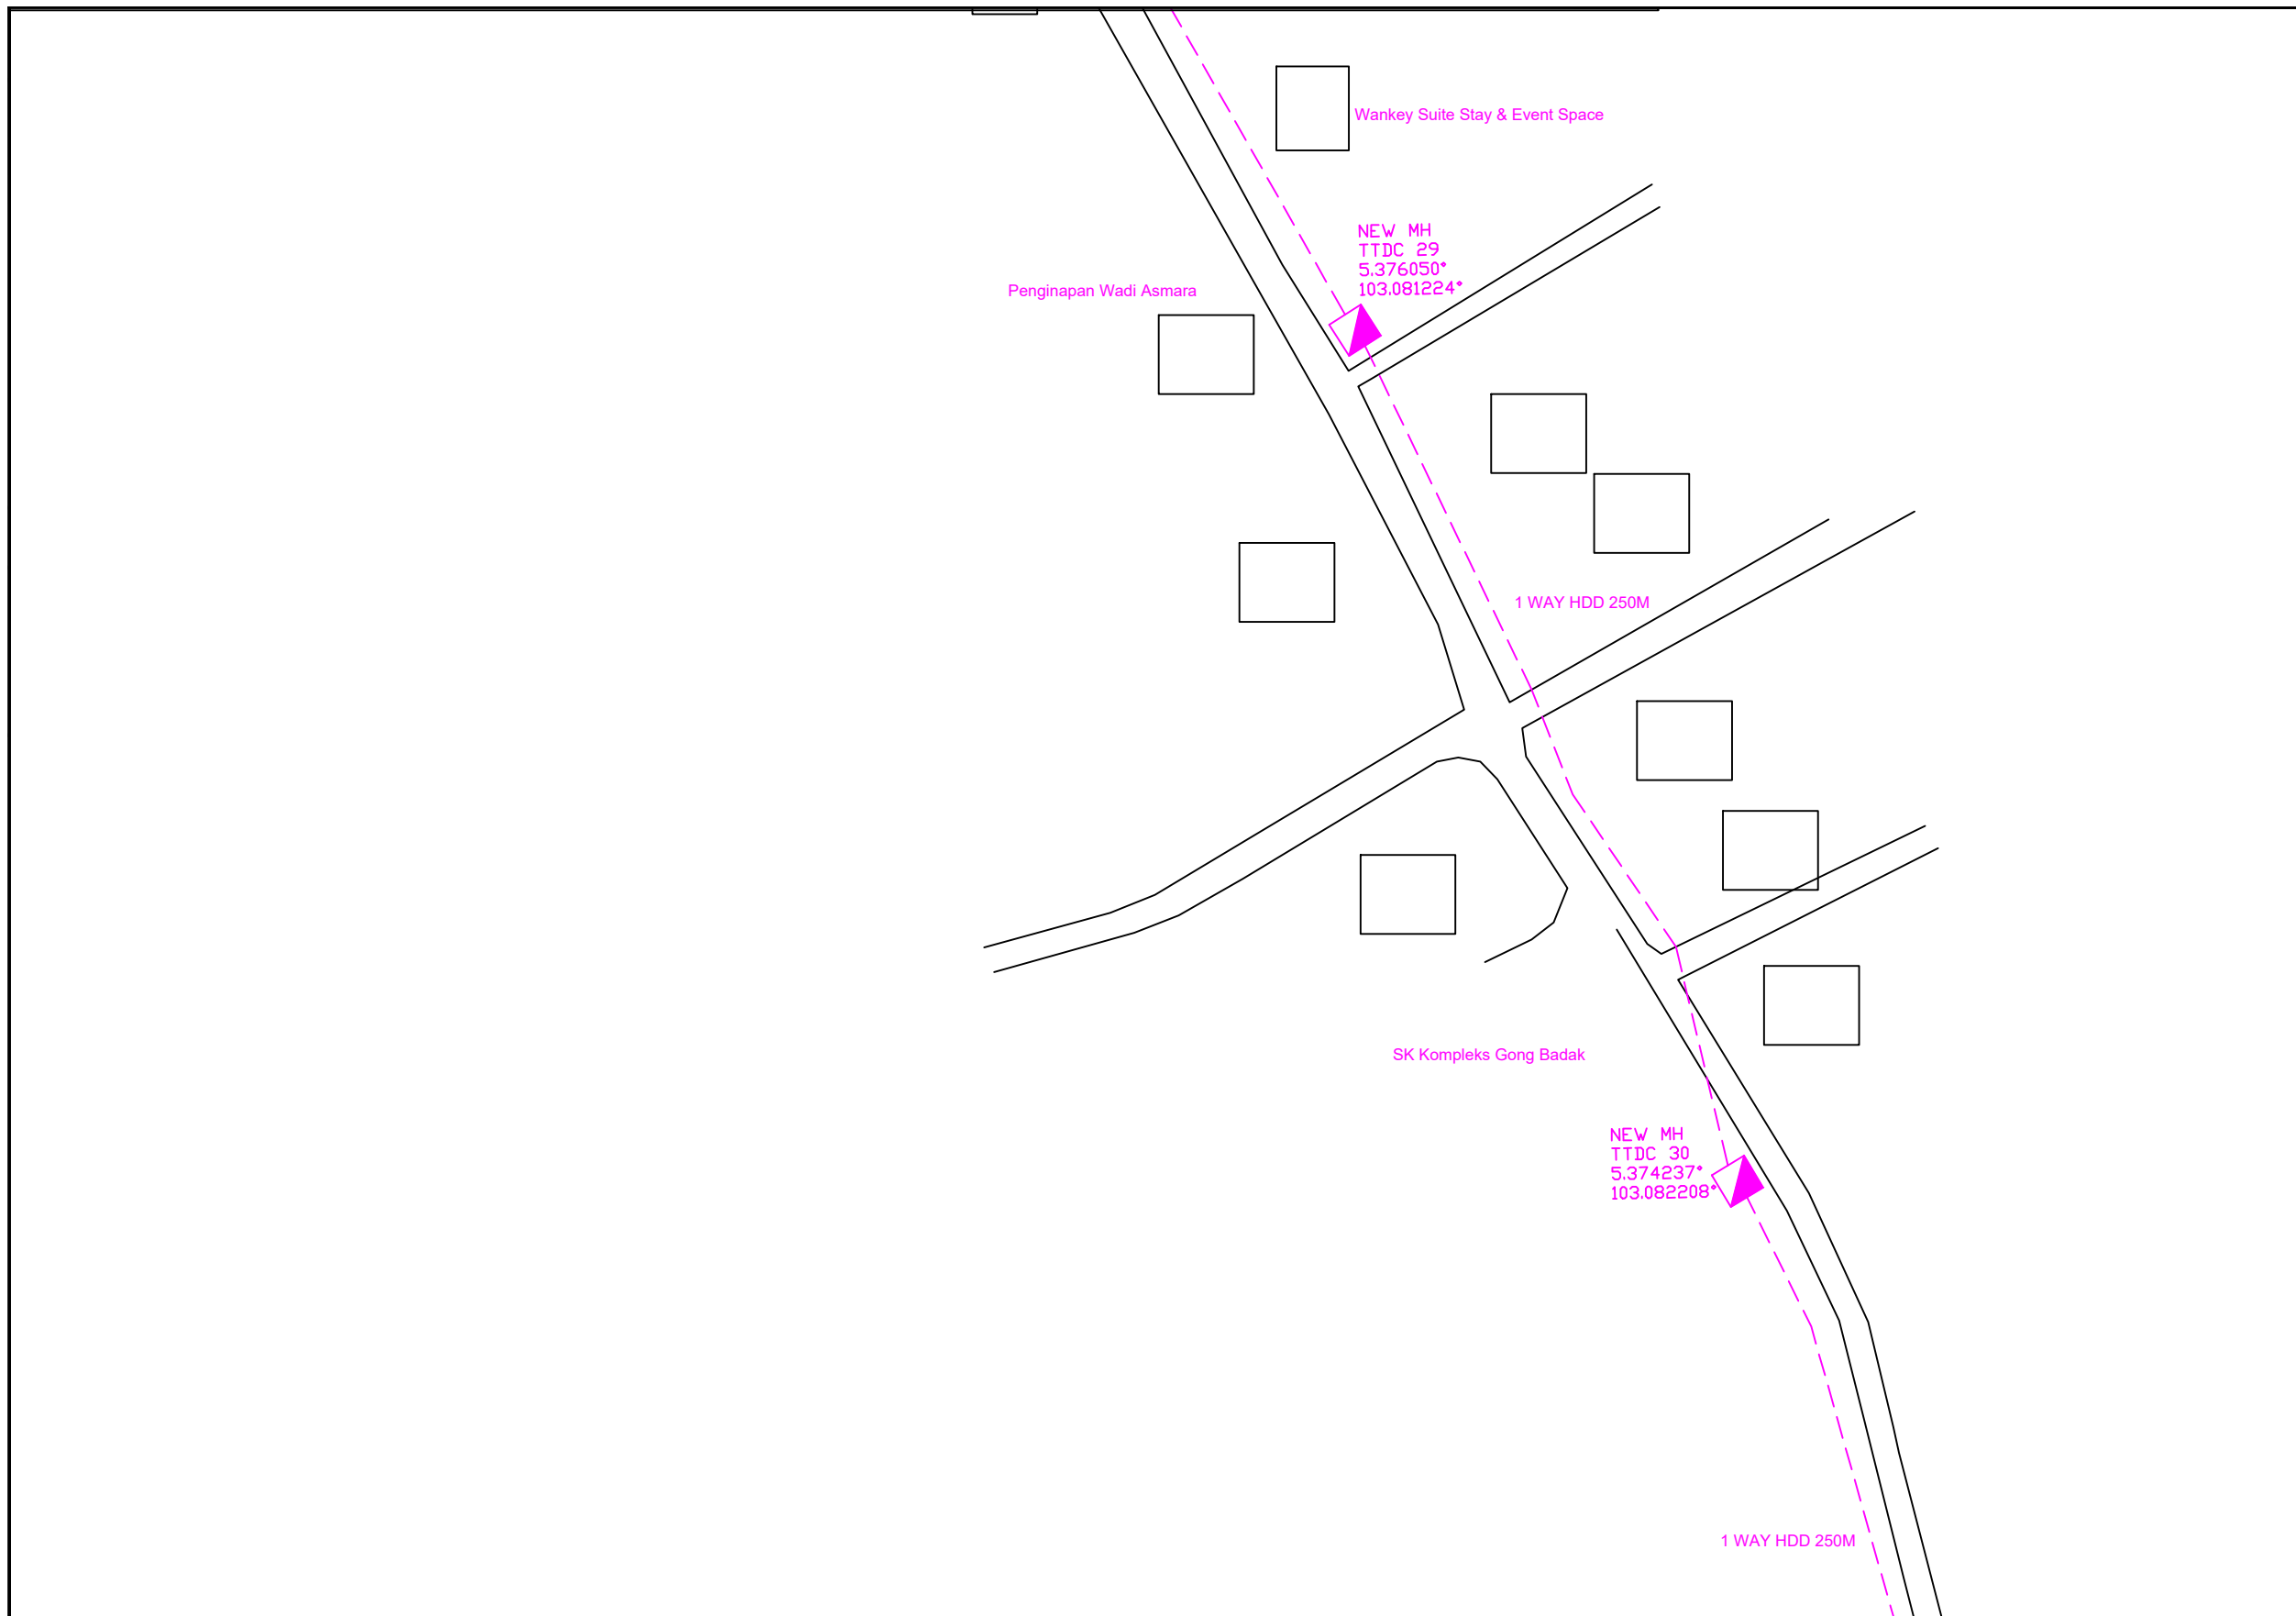 Wankey Suite Stay & Event Space
NEW MH
TTDC 29
5.376050°
103.081224°
Penginapan Wadi Asmara
1 WAY HDD 250M
SK Kompleks Gong Badak
NEW MH
TTDC 30
5.374237°
103.082208°
1 WAY HDD 250M